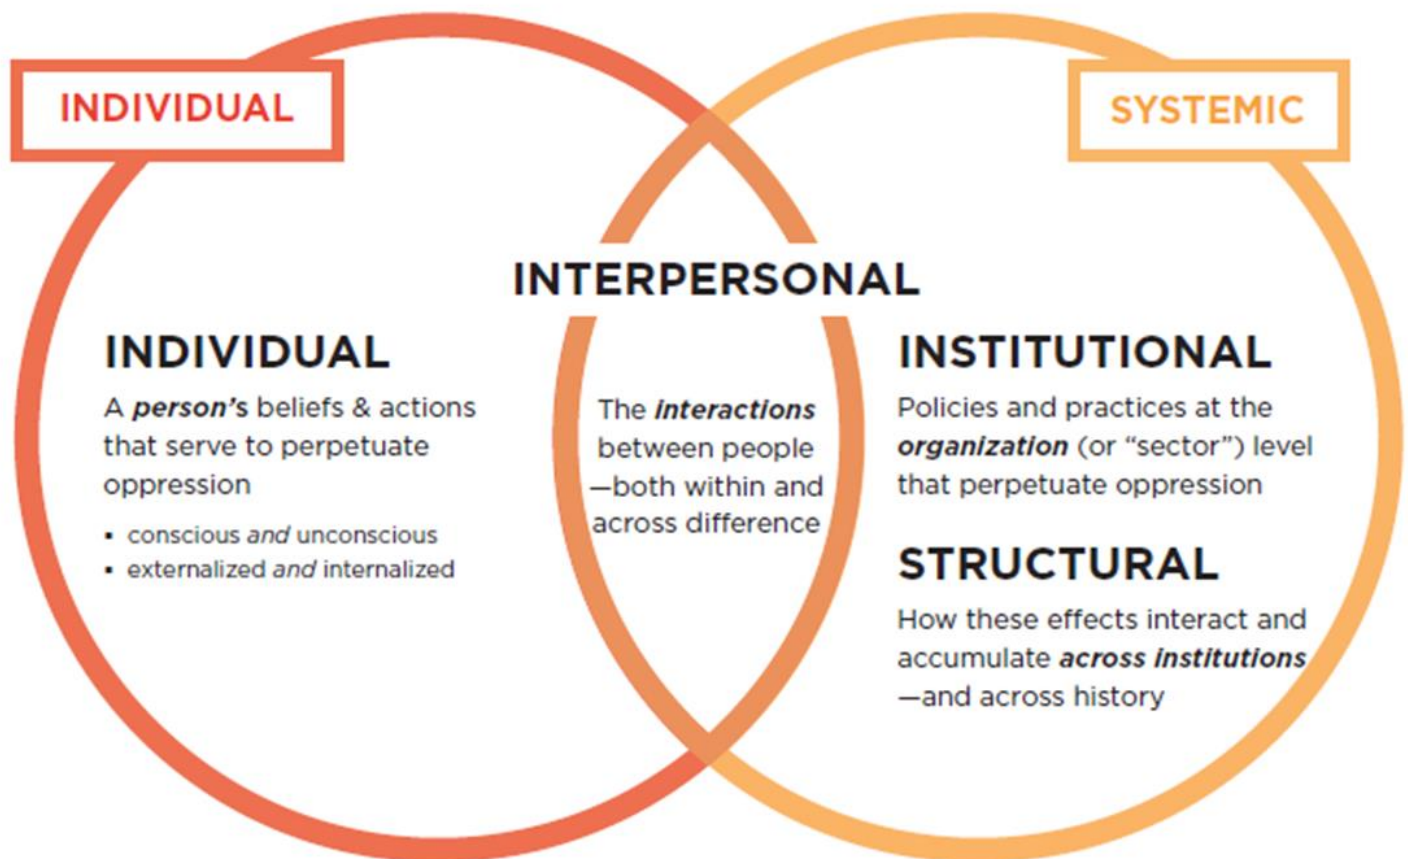 INDIVIDUAL
SYSTEMIC
INTERPERSONAL
INDIVIDUAL
A person’s beliefs & actions
that serve to perpetuate
oppression
▪ conscious and unconscious
▪ externalized and internalized
The interactions
between people
—both within and
across difference
INSTITUTIONAL
Policies and practices at the
organization (or “sector”) level
that perpetuate oppression
STRUCTURAL
How these effects interact and
accumulate across institutions
—and across history